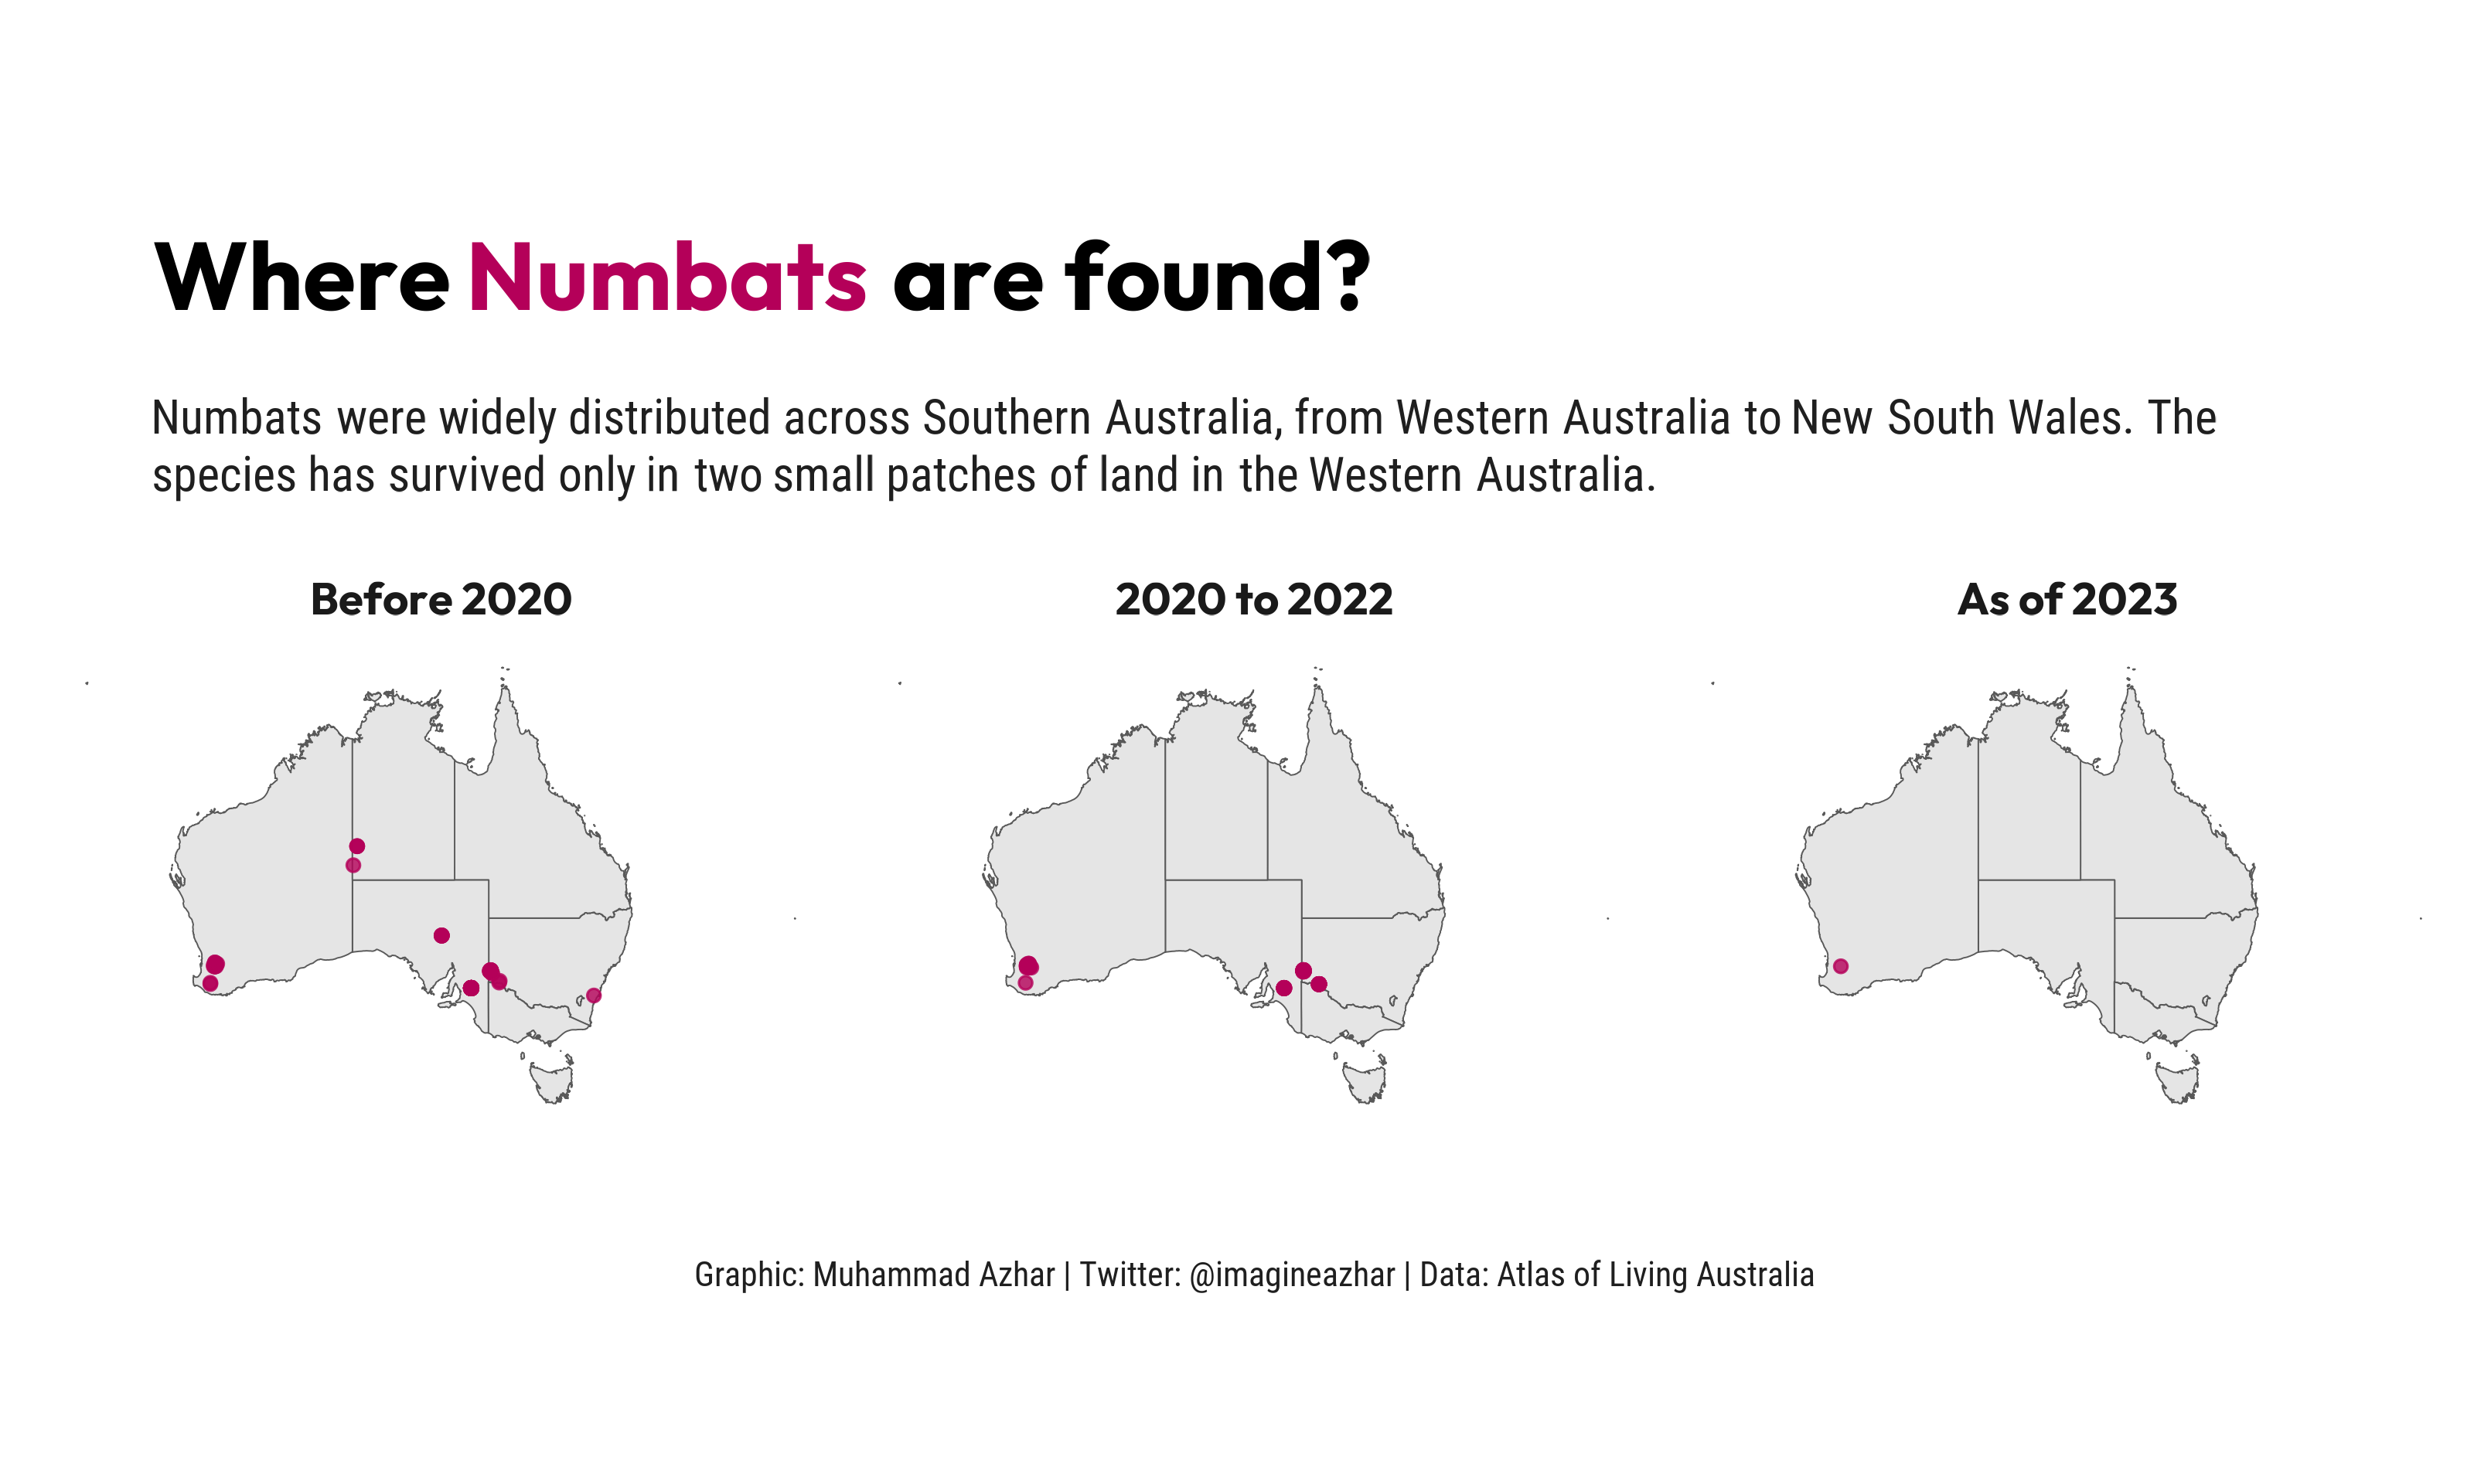 Where Numbats are found?
Numbats were widely distributed across Southern Australia, from Western Australia to New South Wales. The
species has survived only in two small patches of land in the Western Australia.
Before 2020
2020 to 2022
As of 2023
Graphic: Muhammad Azhar | Twitter: @imagineazhar | Data: Atlas of Living Australia